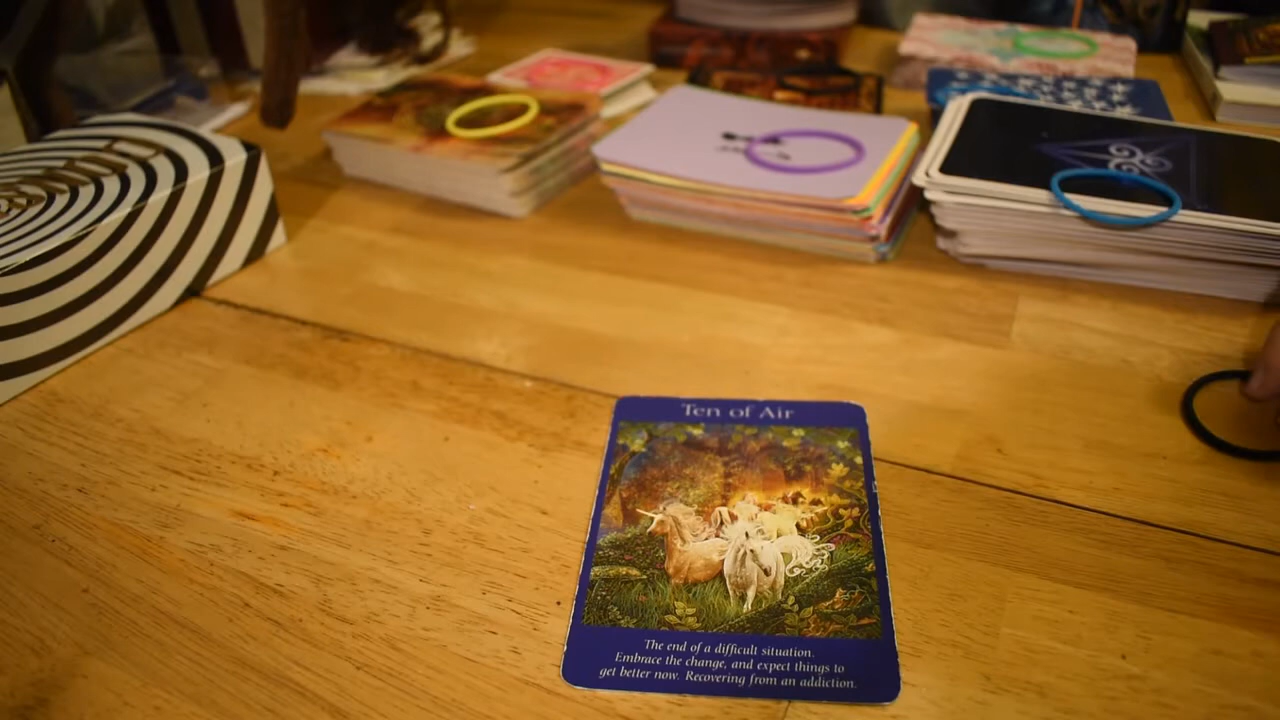 Ten of Air
The end of a difficult situation.
Embrace the change, and expect things to
get better now. Recovering from an addiction.